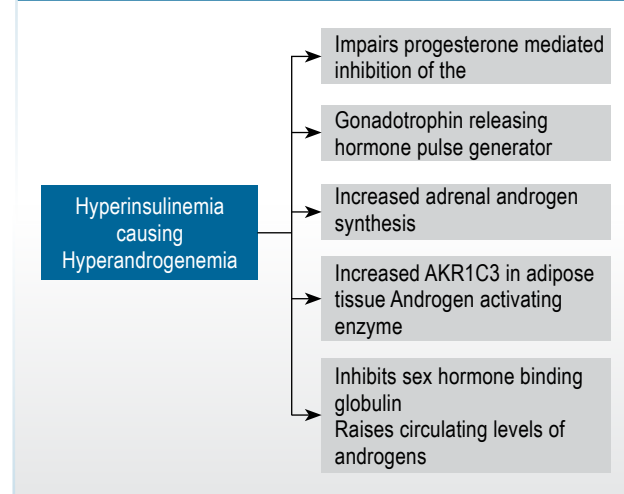 Hyperinsulinemia
causing
Hyperandrogenemia
Impairs progesterone mediated
inhibition of the
Gonadotrophin releasing
hormone pulse generator
Increased adrenal androgen
synthesis
Increased AKR1C3 in adipose
tissue Androgen activating
enzyme
Inhibits sex hormone binding
globulin
Raises circulating levels of
androgens